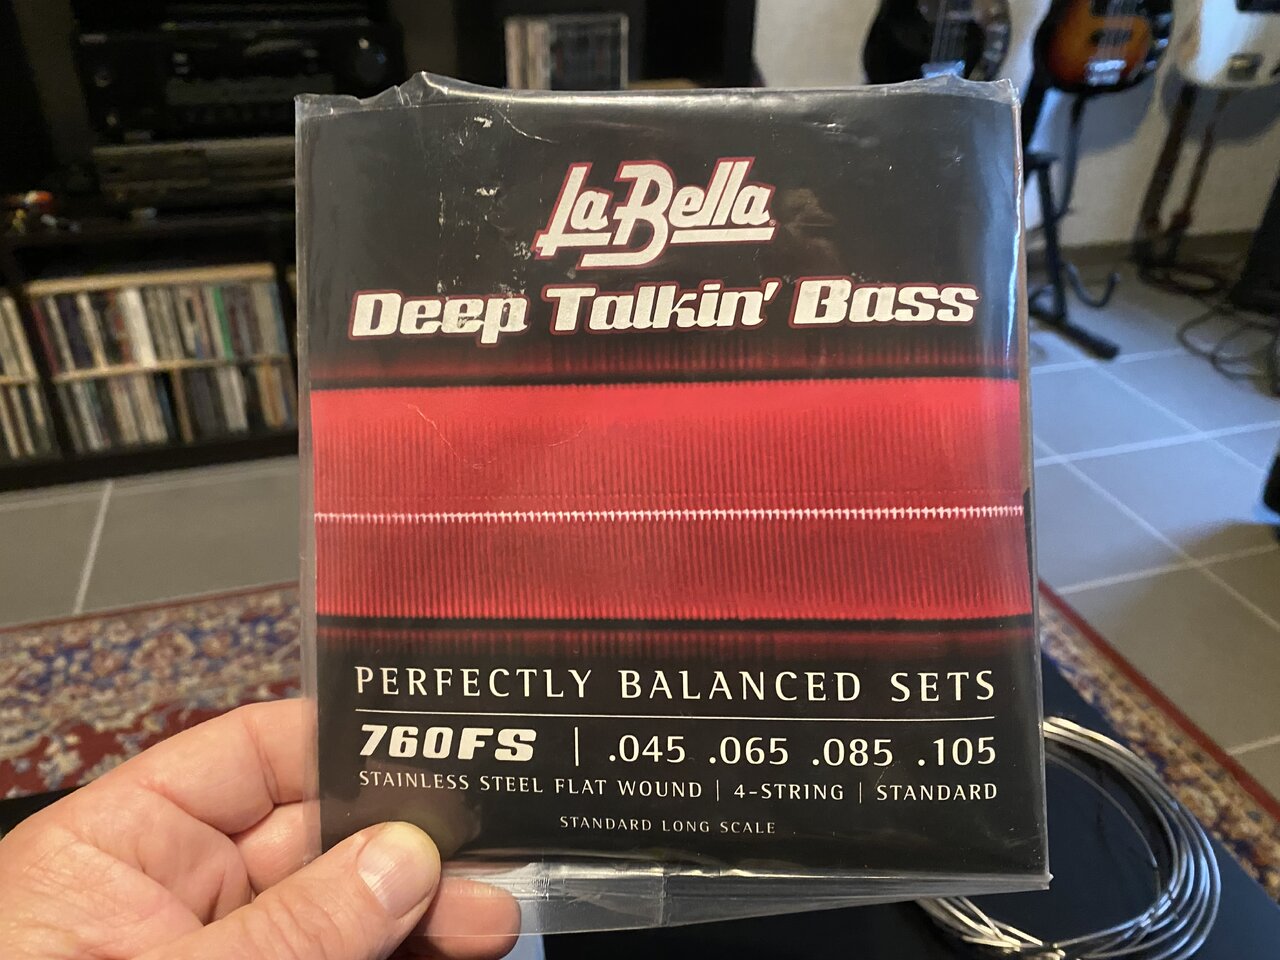 La Bella
Deep Talkin' Bass
PERFECTLY BALANCED SETS
760FS | .045 .065 .085 .105
STAINLESS STEEL FLAT WOUND | 4-STRING | STANDARD
STANDARD LONG SCALE